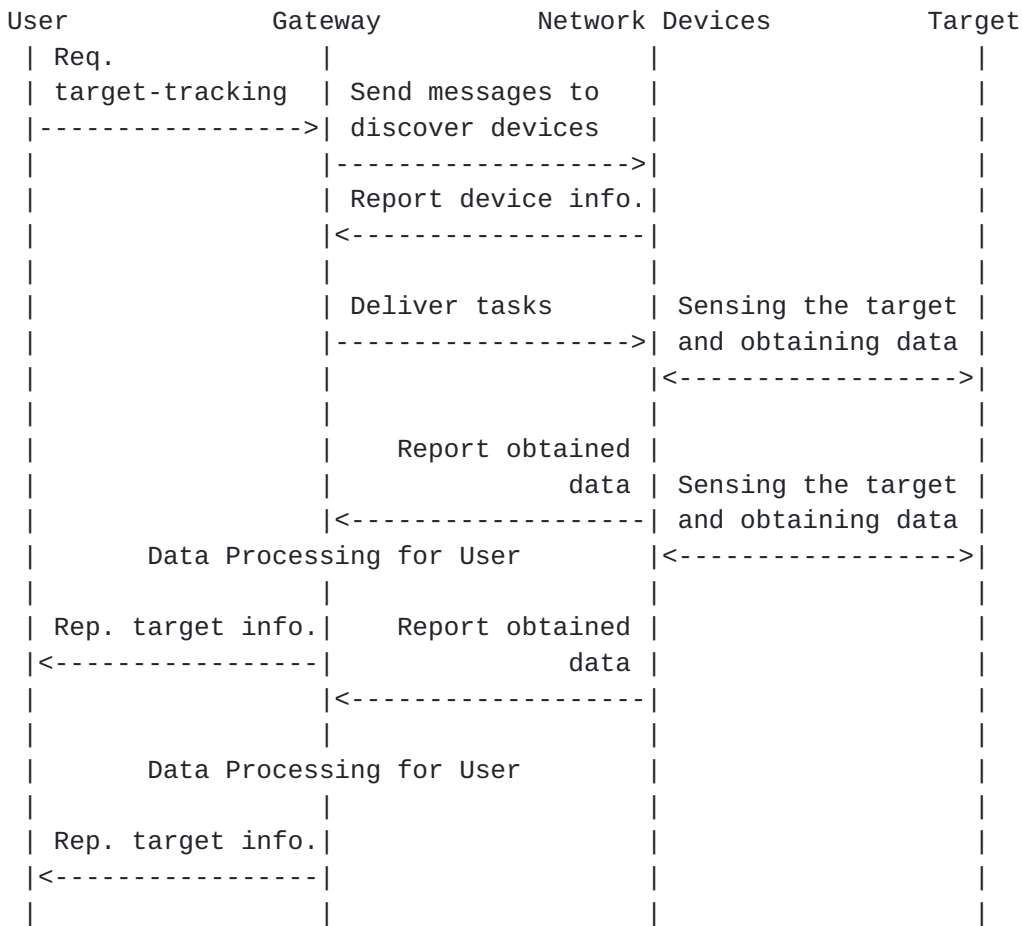 User Gateway Network Devices Target
| Req. | | |
| target-tracking | Send messages to | |
|----------------->| discover devices | |
| |------------------->| |
| | Report device info.| |
| |<-------------------| |
| | | |
| | Deliver tasks | Sensing the target |
| |------------------->| and obtaining data |
| | |<------------------>|
| | | |
| | Report obtained | |
| | data | Sensing the target |
| |<-------------------| and obtaining data |
| Data Processing for User |<------------------>|
| | | |
| Rep. target info.| Report obtained | |
|<-----------------| data | |
| |<-------------------| |
| | | |
| Data Processing for User | |
| | | |
| Rep. target info.| | |
|<-----------------| | |
| | | |